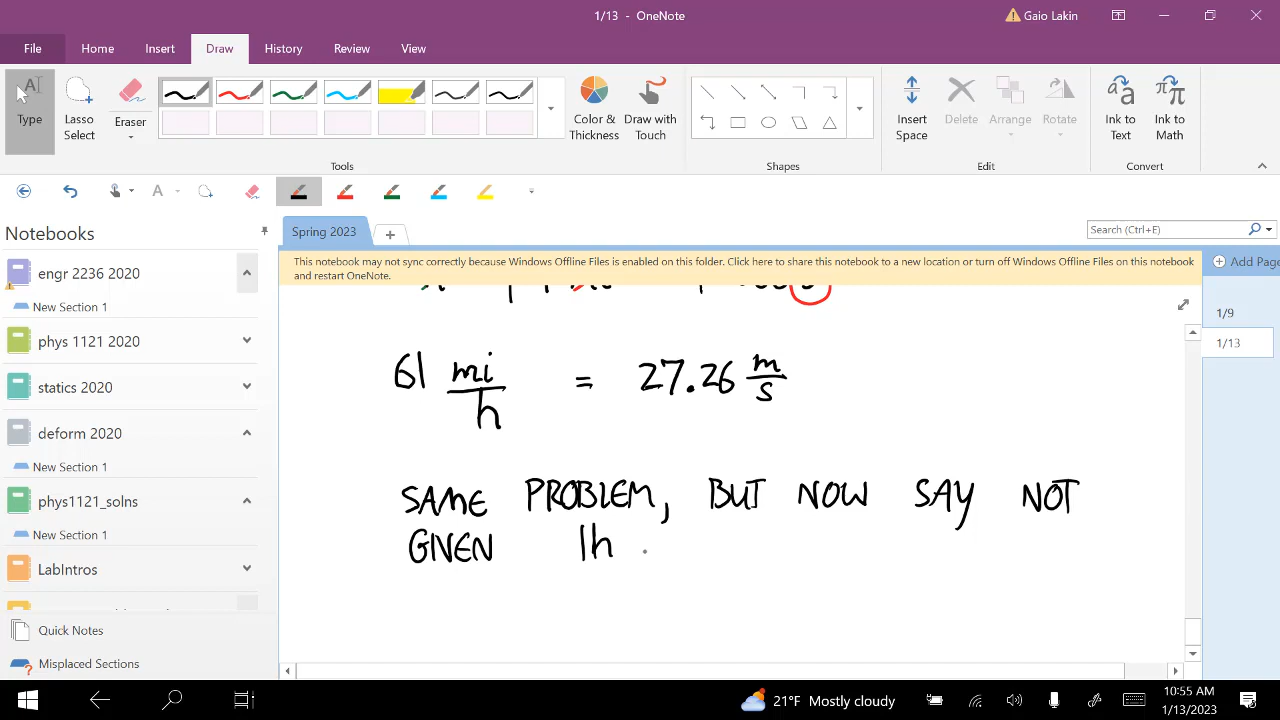 1/13 - OneNote
Gaio Lakin
File Home Insert Draw History Review View
Type
Lasso Select
Eraser
Color & Thickness
Draw with Touch
Insert Space
Delete
Arrange
Rotate
Ink to Text
Ink to Math
Tools
Shapes
Edit
Convert
Notebooks
Spring 2023
Search (Ctrl+E)
This notebook may not sync correctly because Windows Offline Files is enabled on this folder. Click here to share this notebook to a new location or turn off Windows Offline Files on this notebook
and restart OneNote.
Add Page
1/9
1/13
engr 2236 2020
New Section 1
phys 1121 2020
statics 2020
deform 2020
New Section 1
phys1121_solns
New Section 1
LabIntros
Quick Notes
Misplaced Sections
61 mi/h = 27.26 m/s
SAME PROBLEM, BUT NOW SAY NOT
GIVEN 1h
21°F Mostly cloudy
10:55 AM
1/13/2023